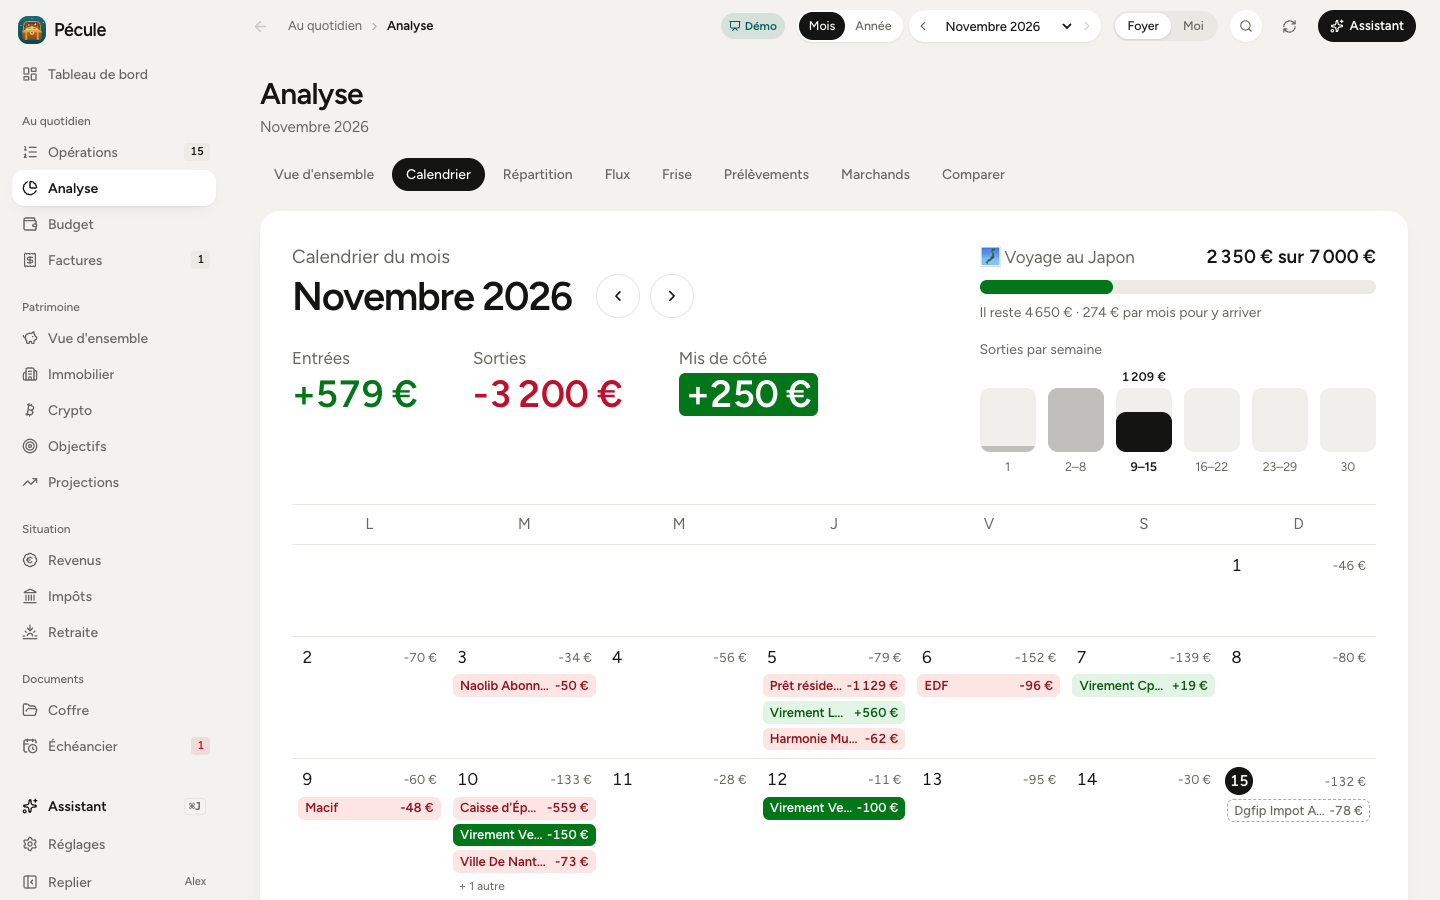 Pécule
Au quotidien
Analyse
Démo
Mois
Année
Novembre 2026
Foyer
Moi
Assistant
Tableau de bord
Au quotidien
Opérations 15
Analyse
Budget
Factures 1
Patrimoine
Vue d'ensemble
Immobilier
Crypto
Objectifs
Projections
Situation
Revenus
Impôts
Retraite
Documents
Coffre
Échéancier 1
Assistant ⌘J
Réglages
Replier Alex
Analyse
Novembre 2026
Vue d'ensemble
Calendrier
Répartition
Flux
Frise
Prélèvements
Marchands
Comparer
Calendrier du mois
Novembre 2026
Entrées
+579 €
Sorties
-3 200 €
Mis de côté
+250 €
Voyage au Japon 2 350 € sur 7 000 €
Il reste 4 650 € · 274 € par mois pour y arriver
Sorties par semaine
1 209 €
1 2–8 9–15 16–22 23–29 30
L M M J V S D
1 -46 €
2 -70 €
3 -34 €
Naolib Abonn... -50 €
4 -56 €
5 -79 €
Prêt réside... -1 129 €
Virement L... +560 €
Harmonie Mu... -62 €
6 -152 €
EDF -96 €
7 -139 €
Virement Cp... +19 €
8 -80 €
9 -60 €
Macif -48 €
10 -133 €
Caisse d'Ép... -559 €
Virement Ve... -150 €
Ville De Nant... -73 €
+ 1 autre
11 -28 €
12 -11 €
Virement Ve... -100 €
13 -95 €
14 -30 €
15 -132 €
Dgfip Impot A... -78 €